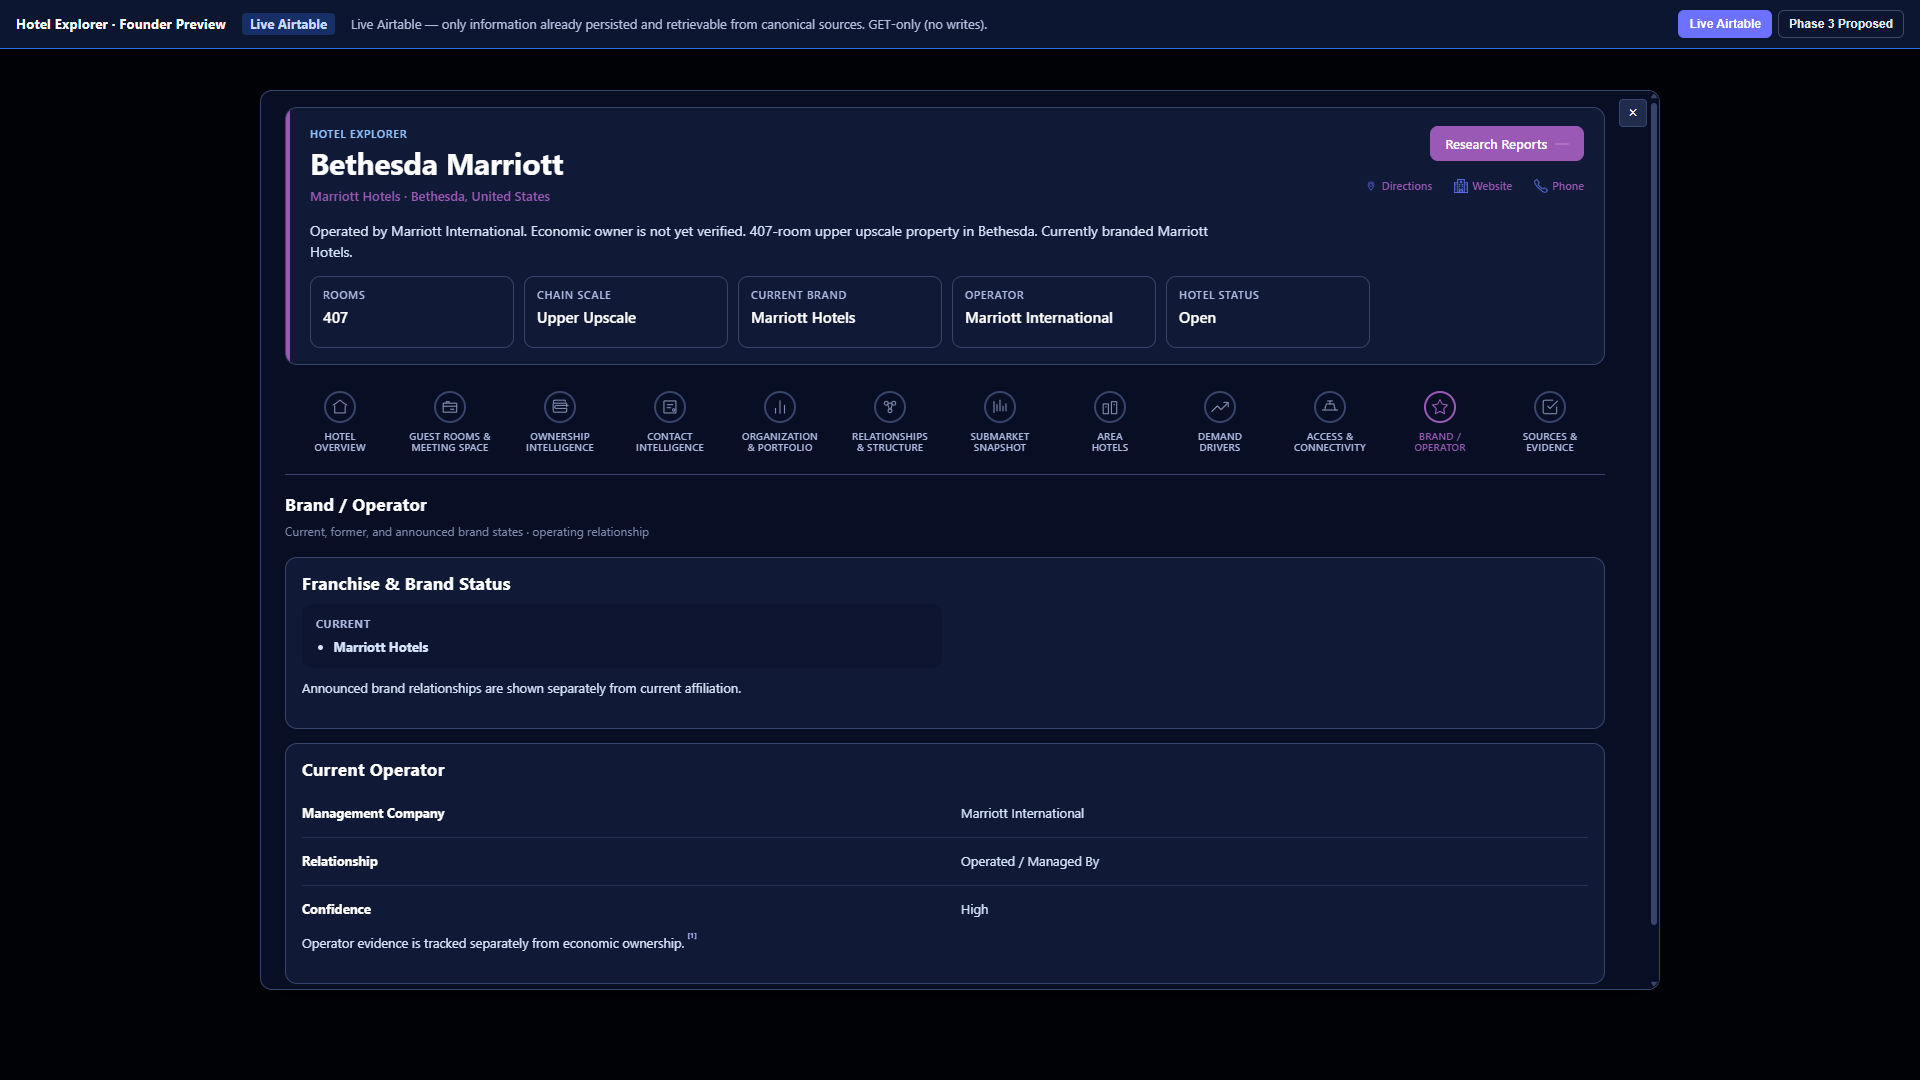 Hotel Explorer · Founder Preview
Live Airtable
Live Airtable — only information already persisted and retrievable from canonical sources. GET-only (no writes).
Live Airtable
Phase 3 Proposed
×
HOTEL EXPLORER
Bethesda Marriott
Marriott Hotels · Bethesda, United States
Research Reports —
Directions
Website
Phone
Operated by Marriott International. Economic owner is not yet verified. 407-room upper upscale property in Bethesda. Currently branded Marriott
Hotels.
ROOMS
407
CHAIN SCALE
Upper Upscale
CURRENT BRAND
Marriott Hotels
OPERATOR
Marriott International
HOTEL STATUS
Open
HOTEL
OVERVIEW
GUEST ROOMS &
MEETING SPACE
OWNERSHIP
INTELLIGENCE
CONTACT
INTELLIGENCE
ORGANIZATION
& PORTFOLIO
RELATIONSHIPS
& STRUCTURE
SUBMARKET
SNAPSHOT
AREA
HOTELS
DEMAND
DRIVERS
ACCESS &
CONNECTIVITY
BRAND /
OPERATOR
SOURCES &
EVIDENCE
Brand / Operator
Current, former, and announced brand states · operating relationship
Franchise & Brand Status
CURRENT
• Marriott Hotels
Announced brand relationships are shown separately from current affiliation.
Current Operator
Management Company
Marriott International
Relationship
Operated / Managed By
Confidence
High
Operator evidence is tracked separately from economic ownership. [1]